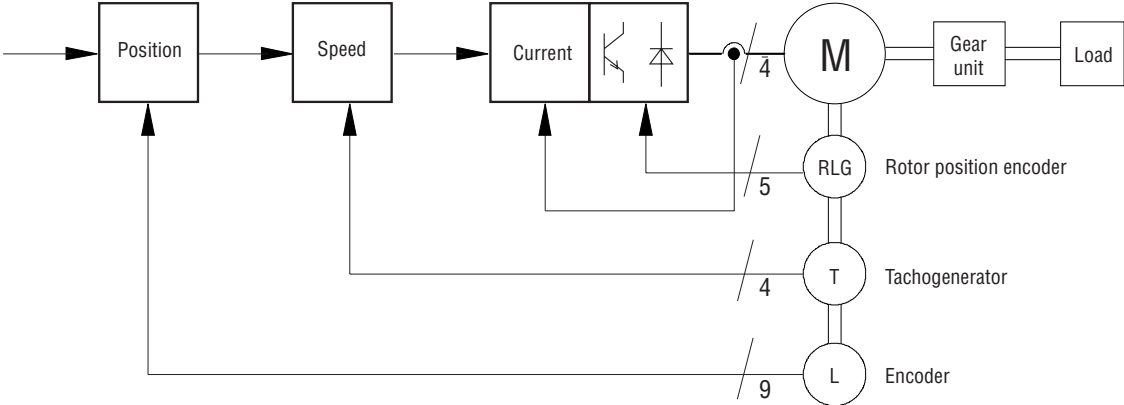 Position
Speed
Current
4
M
Gear
unit
Load
5
RLG
Rotor position encoder
4
T
Tachogenerator
9
L
Encoder